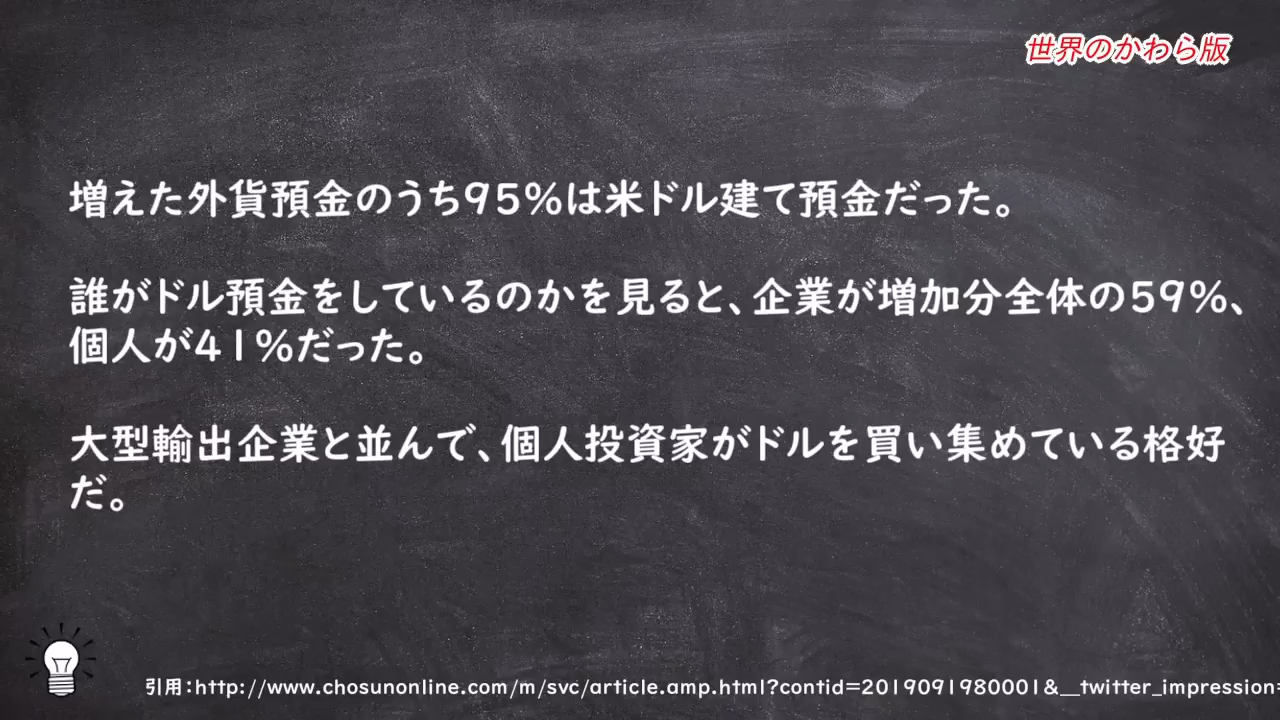 世界のかわら版
増えた外貨預金のうち95%は米ドル建て預金だった。
誰がドル預金をしているのかを見ると、企業が増加分全体の59%、
個人が41%だった。
大型輸出企業と並んで、個人投資家がドルを買い集めている格好
だ。
引用:http://www.chosunonline.com/m/svc/article.amp.html?contid=2019091980001&__twitter_impression=